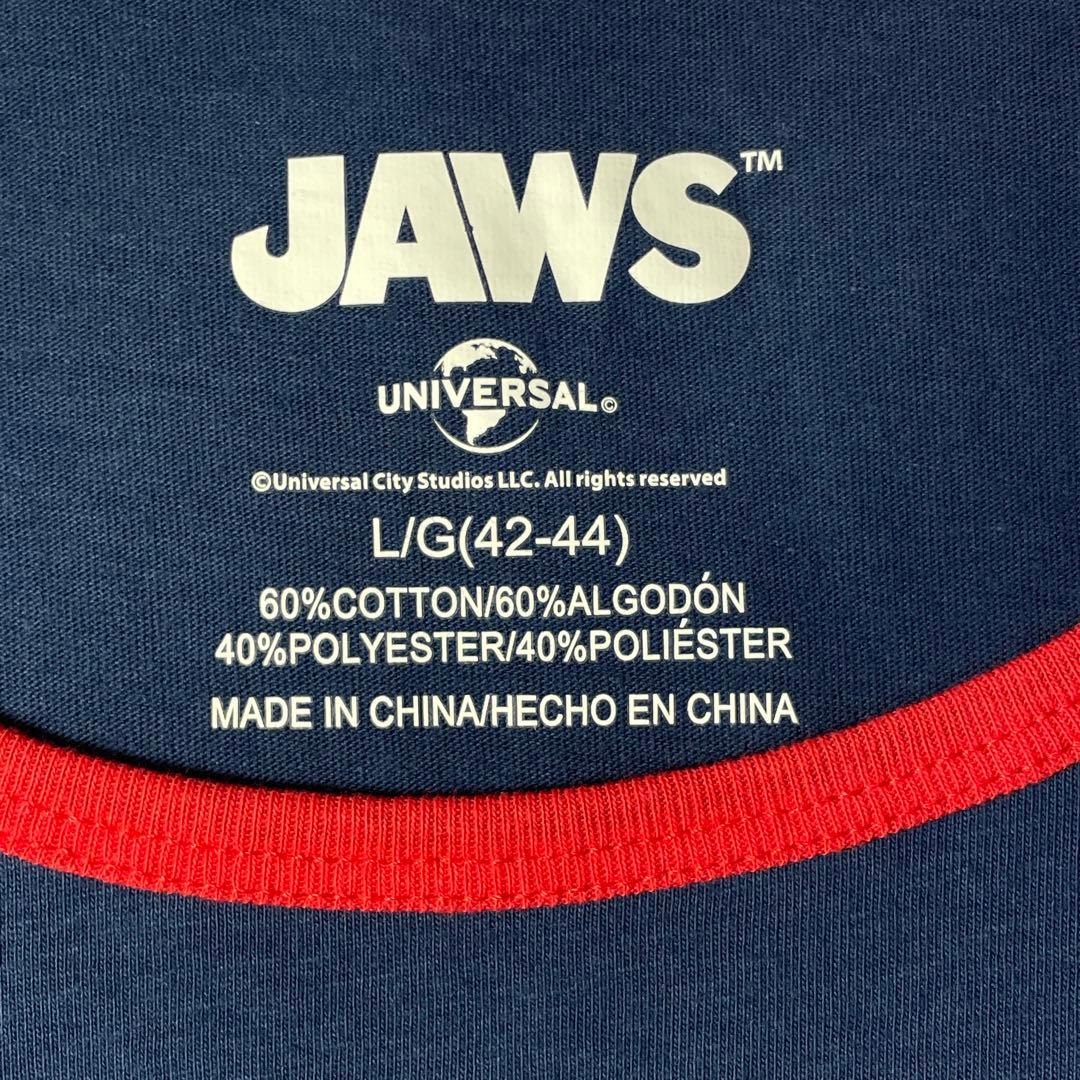 JAWS™
UNIVERSAL©
©Universal City Studios LLC. All rights reserved
L/G(42-44)
60%COTTON/60%ALGODÓN
40%POLYESTER/40%POLIÉSTER
MADE IN CHINA/HECHO EN CHINA